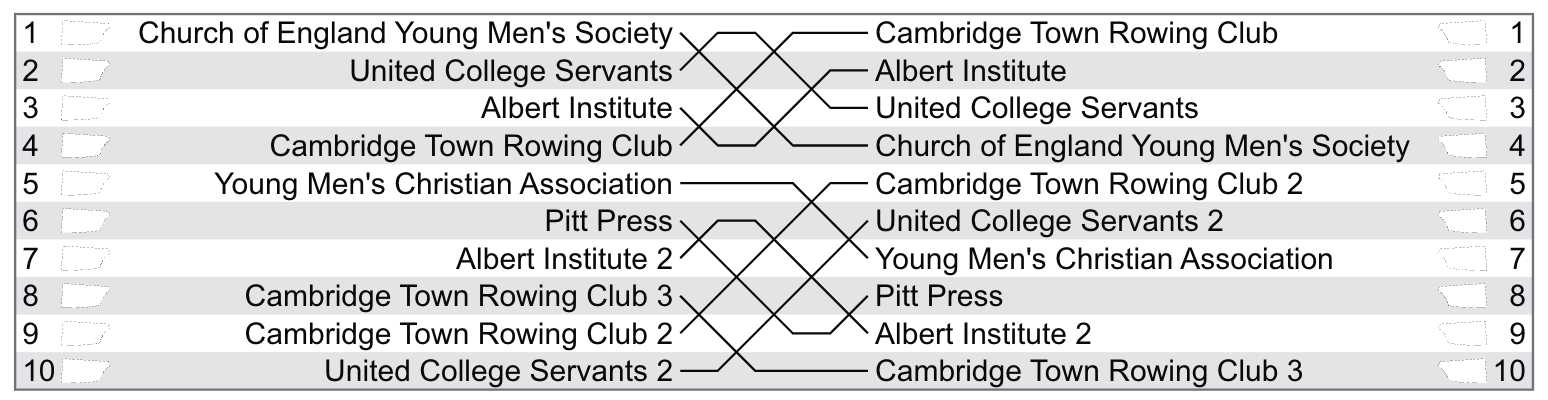 1 Church of England Young Men's Society Cambridge Town Rowing Club 1
2 United College Servants Albert Institute 2
3 Albert Institute United College Servants 3
4 Cambridge Town Rowing Club Church of England Young Men's Society 4
5 Young Men's Christian Association Cambridge Town Rowing Club 2 5
6 Pitt Press United College Servants 2 6
7 Albert Institute 2 Young Men's Christian Association 7
8 Cambridge Town Rowing Club 3 Pitt Press 8
9 Cambridge Town Rowing Club 2 Albert Institute 2 9
10 United College Servants 2 Cambridge Town Rowing Club 3 10